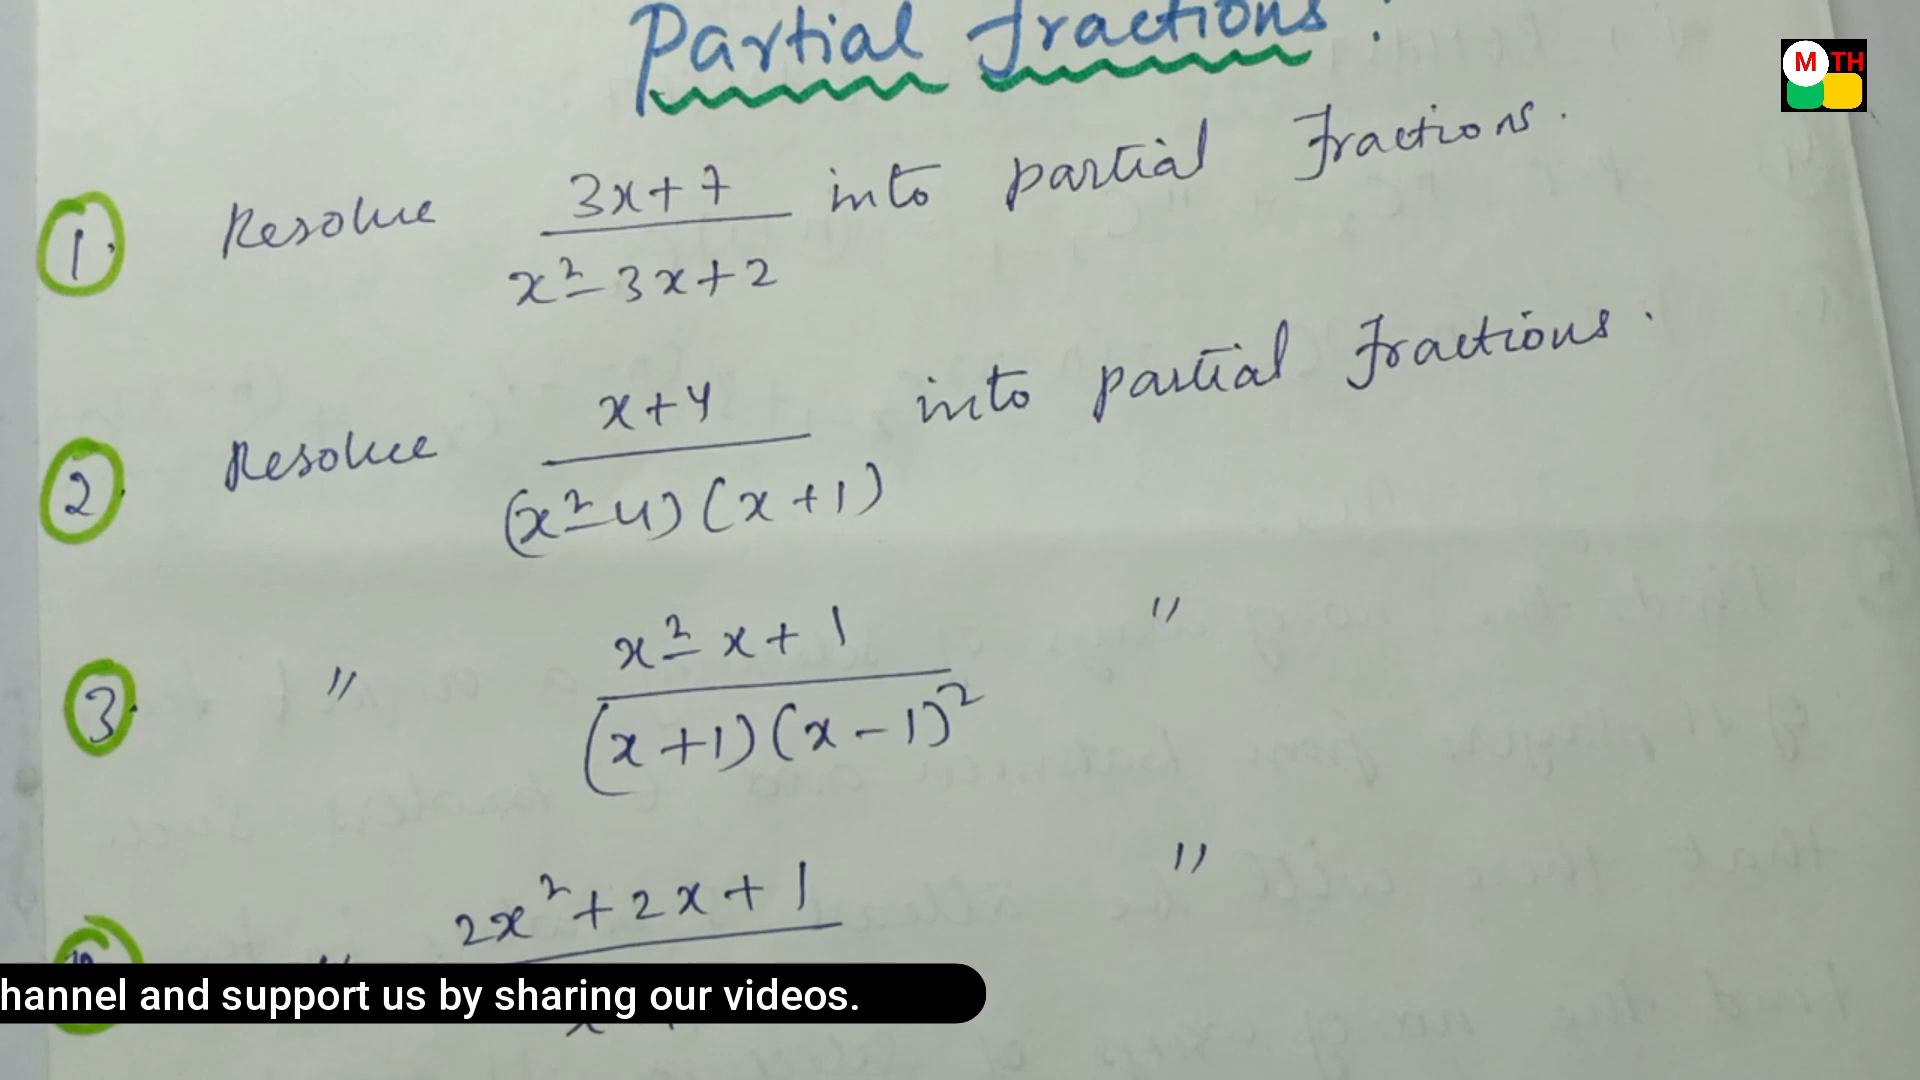 Partial fractions :
M TH
1. Resolve 3x+7 / x²-3x+2 into partial fractions.
2. Resolve x+4 / (x²-4)(x+1) into partial fractions.
3. " x²-x+1 / (x+1)(x-1)² "
2x²+2x+1 "
hannel and support us by sharing our videos.